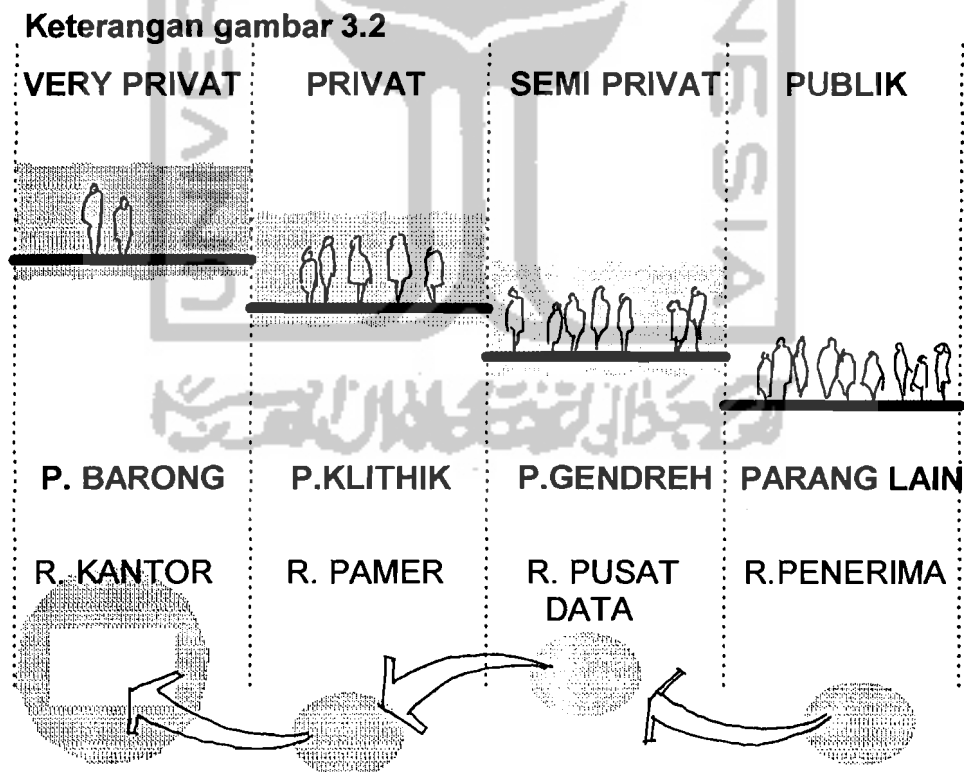 Keterangan gambar 3.2
VERY PRIVAT PRIVAT SEMI PRIVAT PUBLIK
P. BARONG P.KLITHIK P.GENDREH PARANG LAIN
R. KANTOR R. PAMER R. PUSAT R.PENERIMA
DATA